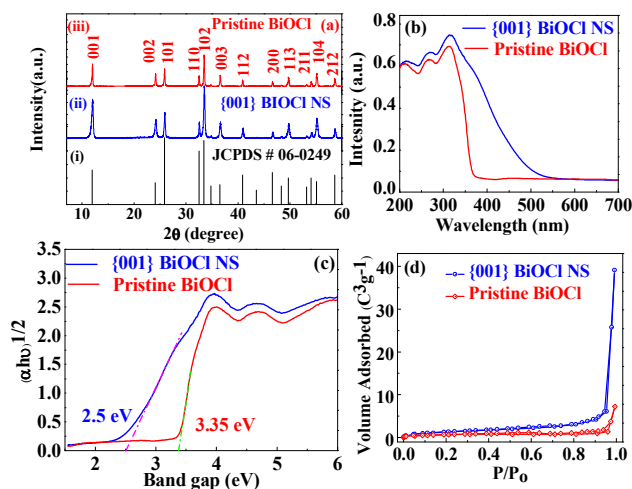 (iii) Pristine BiOCl (a)
001 002 101 110 102 003 112 200 113 211 104 212
(ii) {001} BIOCl NS
(i) JCPDS # 06-0249
Intensity(a.u.)
10 20 30 40 50 60
2θ (degree)
(b) {001} BiOCl NS
Pristine BiOCl
0.8
0.6
0.4
0.2
0.0
Intesnity (a.u.)
200 300 400 500 600 700
Wavelength (nm)
{001} BiOCl NS (c)
Pristine BiOCl
3.5
3.0
2.5
2.0
1.5
1.0
0.5
0.0
(αhυ)1/2
2.5 eV
3.35 eV
2 3 4 5 6
Band gap (eV)
(d) {001} BiOCl NS
Pristine BiOCl
40
30
20
10
0
Volume Adsorbed (C3g-1)
0.0 0.2 0.4 0.6 0.8 1.0
P/Po